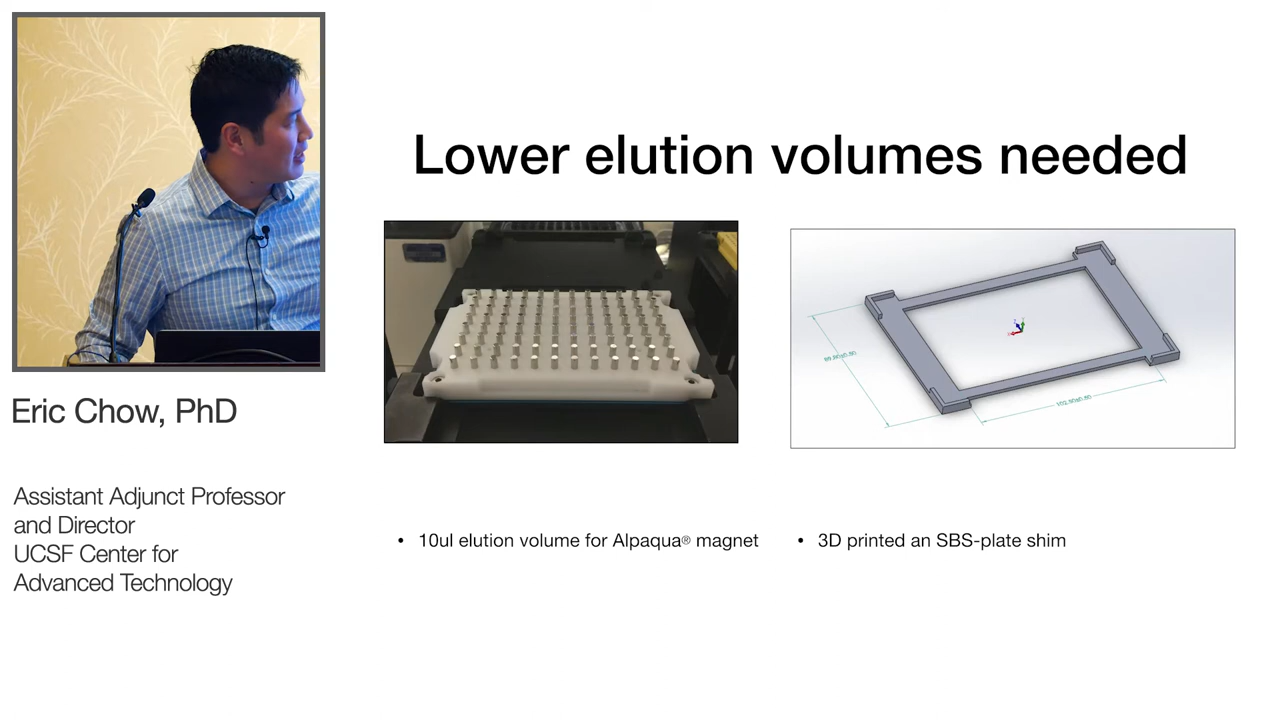 Lower elution volumes needed
Eric Chow, PhD
Assistant Adjunct Professor
and Director
UCSF Center for
Advanced Technology
• 10ul elution volume for Alpaqua® magnet
• 3D printed an SBS-plate shim